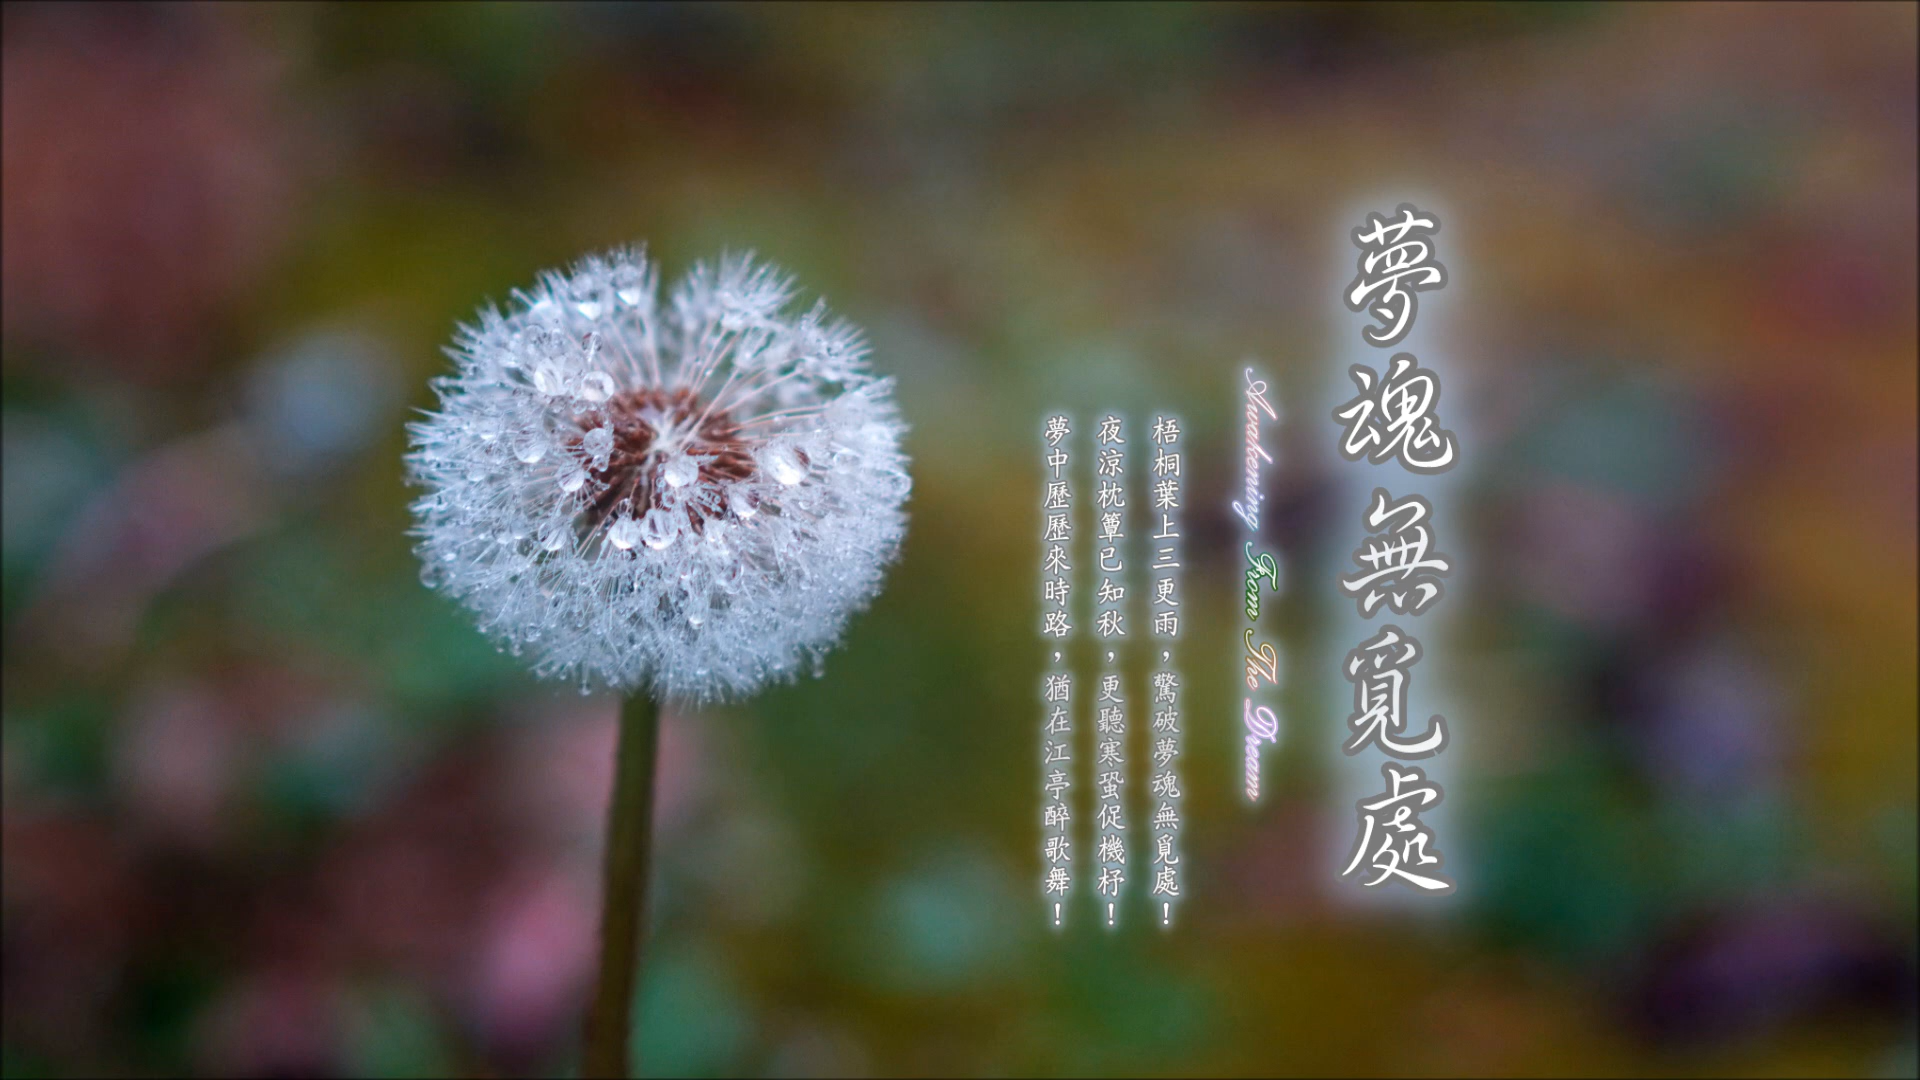 夢魂無覓處
Awakening From The Dream
梧桐葉上三更雨，驚破夢魂無覓處！
夜涼枕簟已知秋，更聽寒蛩促機杼！
夢中歷歷來時路，猶在江亭醉歌舞！